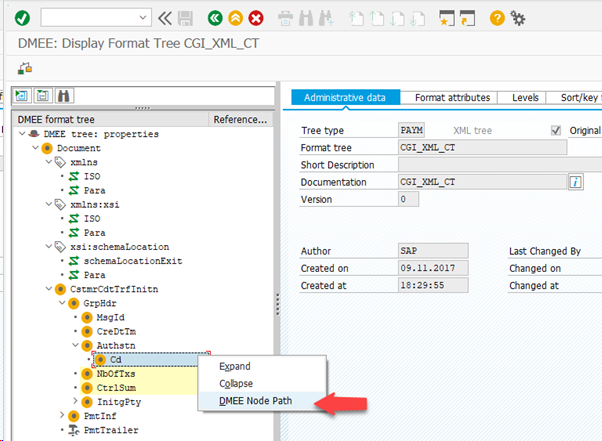 DMEE: Display Format Tree CGI_XML_CT
DMEE format tree
Reference...
DMEE tree: properties
Document
xmlns
ISO
Para
xmlns:xsi
ISO
Para
xsi:schemaLocation
schemaLocationExit
Para
CstmrCdtTrfInitn
GrpHdr
MsgId
CreDtTm
Authstn
Cd
NbOfTxs
CtrlSum
InitgPty
PmtInf
PmtTrailer
Expand
Collapse
DMEE Node Path
Administrative data
Format attributes
Levels
Sort/key f
Tree type
PAYM
XML tree
Original
Format tree
CGI_XML_CT
Short Description
Documentation
CGI_XML_CT
Version
0
Author
SAP
Last Changed By
Created on
09.11.2017
Changed on
Created at
18:29:55
Changed at